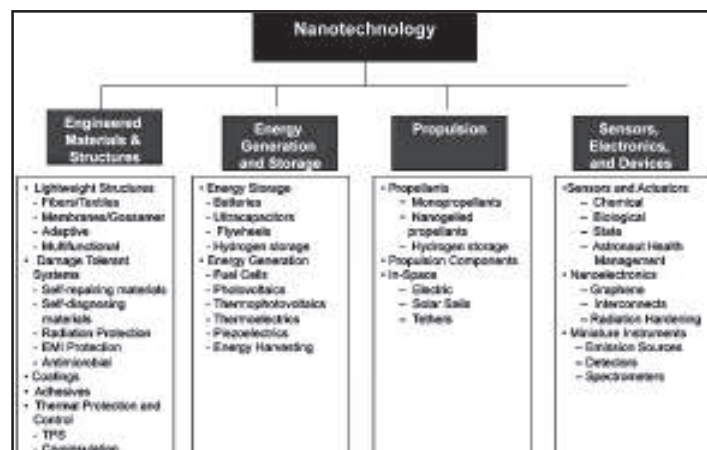 Nanotechnology
Engineered
Materials &
Structures
• Lightweight Structures
– Fibers/Textiles
– Membranes/Gossamer
– Adaptive
– Multifunctional
• Damage Tolerant
Systems
– Self-repairing materials
– Self-diagnosing
materials
– Radiation Protection
– EMI Protection
– Antimicrobial
• Coatings
• Adhesives
• Thermal Protection and
Control
– TPS
Energy
Generation
and Storage
• Energy Storage
– Batteries
– Ultracapacitors
– Flywheels
– Hydrogen storage
• Energy Generation
– Fuel Cells
– Photovoltaics
– Thermophotovoltaics
– Thermoelectrics
– Piezoelectrics
– Energy Harvesting
Propulsion
• Propellants
– Monopropellants
– Nanogelled
propellants
– Hydrogen storage
• Propulsion Components
• In-Space
– Electric
– Solar Sails
– Tethers
Sensors,
Electronics,
and Devices
• Sensors and Actuators
– Chemical
– Biological
– State
– Astronaut Health
Management
• Nanoelectronics
– Graphene
– Interconnects
– Radiation Hardening
• Miniature Instruments
– Emission Sources
– Detectors
– Spectrometers